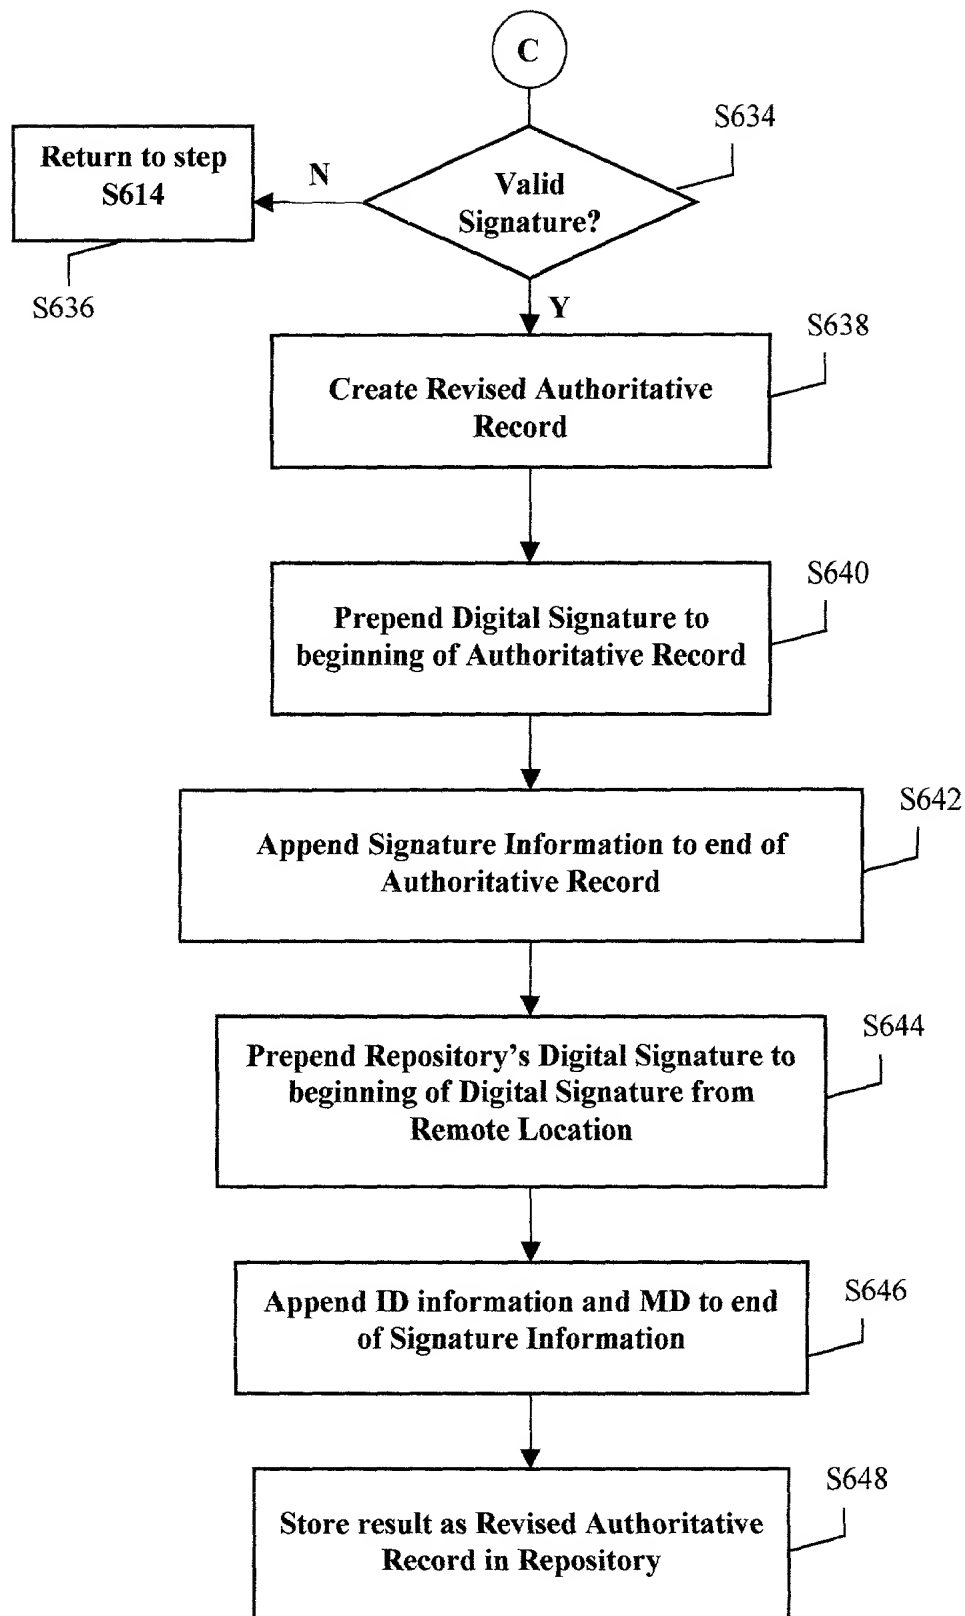 C
S634
Return to step
S614
N
Valid
Signature?
S636
Y
S638
Create Revised Authoritative
Record
S640
Prepend Digital Signature to
beginning of Authoritative Record
S642
Append Signature Information to end of
Authoritative Record
S644
Prepend Repository's Digital Signature to
beginning of Digital Signature from
Remote Location
S646
Append ID information and MD to end
of Signature Information
S648
Store result as Revised Authoritative
Record in Repository